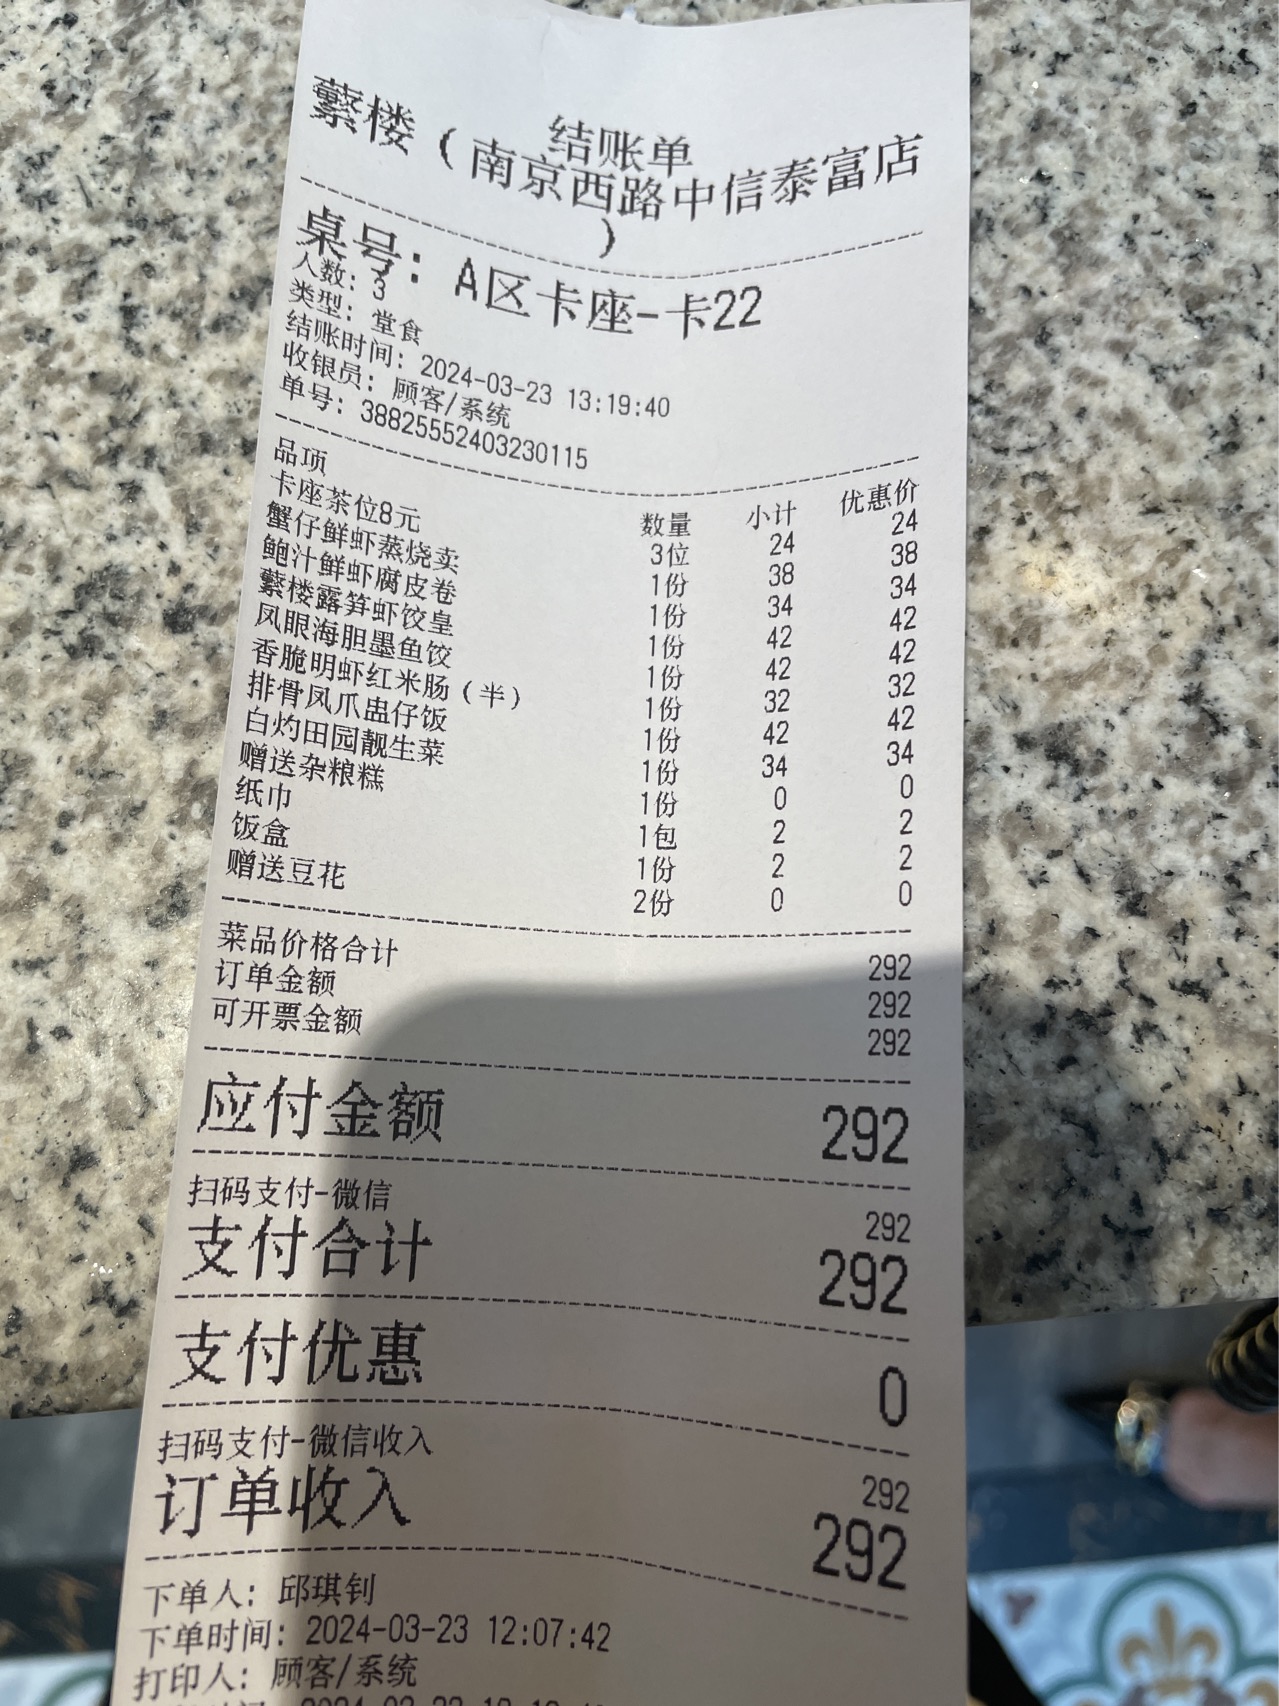 结账单
蘩楼（南京西路中信泰富店
）
桌号：A区卡座-卡22
人数：3
类型：堂食
结账时间：2024-03-23 13:19:40
收银员：顾客/系统
单号：38825552403230115
品项 数量 小计 优惠价
卡座茶位8元 3位 24 24
蟹仔鲜虾蒸烧卖 1份 38 38
鲍汁鲜虾腐皮卷 1份 34 34
蘩楼露笋虾饺皇 1份 42 42
凤眼海胆墨鱼饺 1份 42 42
香脆明虾红米肠（半） 1份 32 32
排骨凤爪盅仔饭 1份 42 42
白灼田园靓生菜 1份 34 34
赠送杂粮糕 1份 0 0
纸巾 1包 2 2
饭盒 1份 2 2
赠送豆花 2份 0 0
菜品价格合计 292
订单金额 292
可开票金额 292
应付金额 292
扫码支付-微信 292
支付合计 292
支付优惠 0
扫码支付-微信收入 292
订单收入 292
下单人：邱琪钊
下单时间：2024-03-23 12:07:42
打印人：顾客/系统